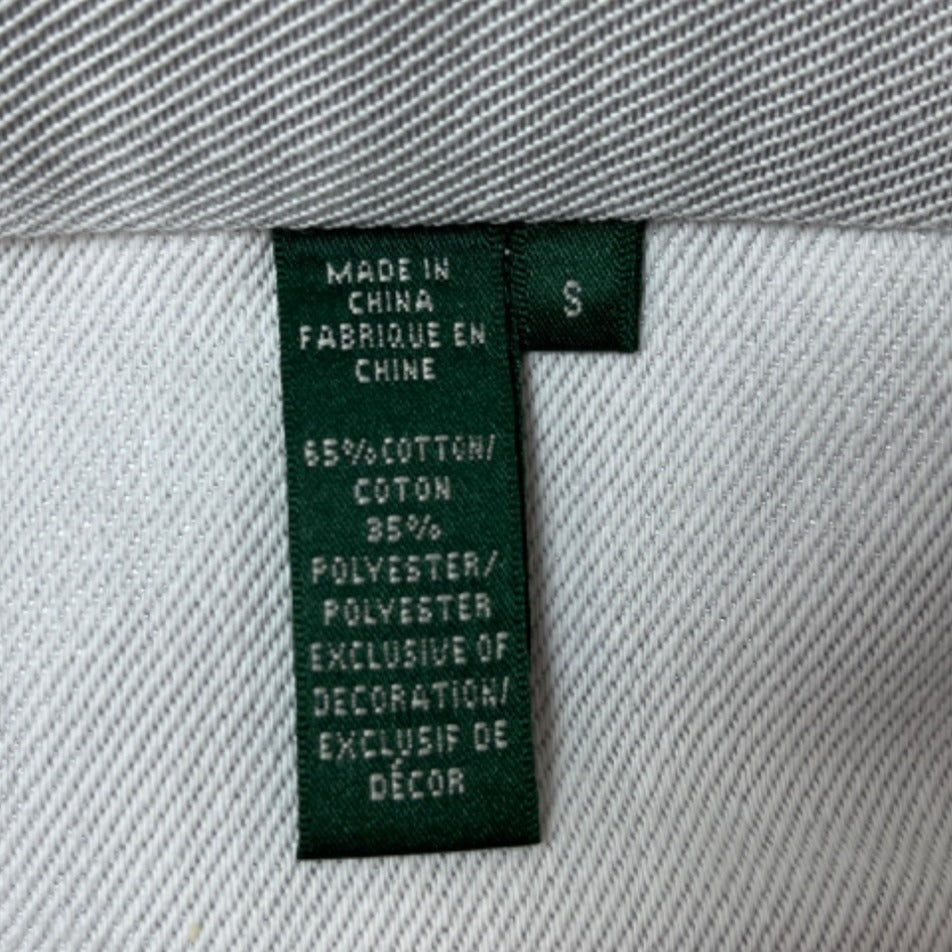 MADE IN
CHINA
FABRIQUE EN
CHINE
65% COTTON/
COTON
35%
POLYESTER/
POLYESTER
EXCLUSIVE OF
DECORATION/
EXCLUSIF DE
DÉCOR
S